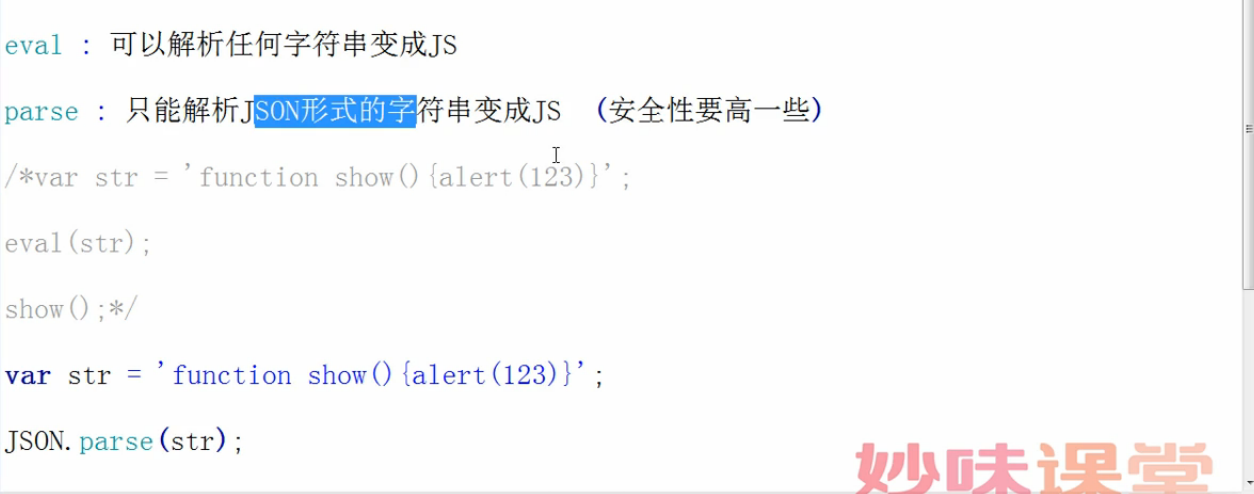 eval : 可以解析任何字符串变成JS
parse : 只能解析JSON形式的字符串变成JS (安全性要高一些)
/*var str = 'function show(){alert(123)}';
eval(str);
show();*/
var str = 'function show(){alert(123)}';
JSON.parse(str);
妙味课堂